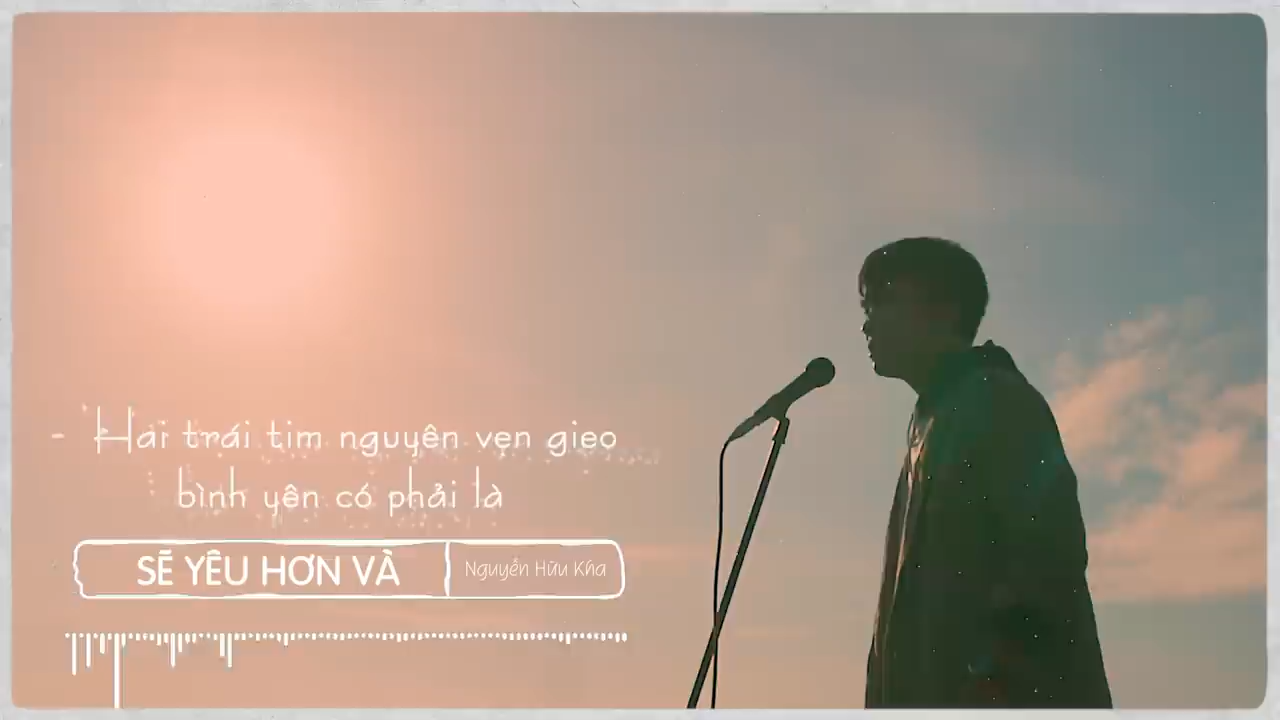 - Hai trái tim nguyên vẹn gieo
bình yên có phải là
SẼ YÊU HƠN VÀ
Nguyễn Hữu Kha